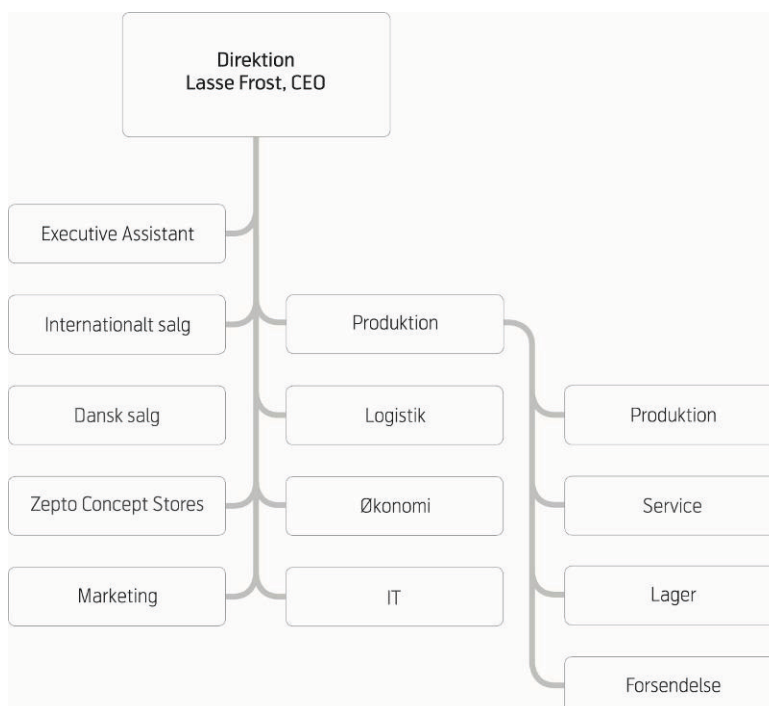 Direktion
Lasse Frost, CEO
Executive Assistant
Internationalt salg
Produktion
Dansk salg
Logistik
Produktion
Zepto Concept Stores
Økonomi
Service
Marketing
IT
Lager
Forsendelse